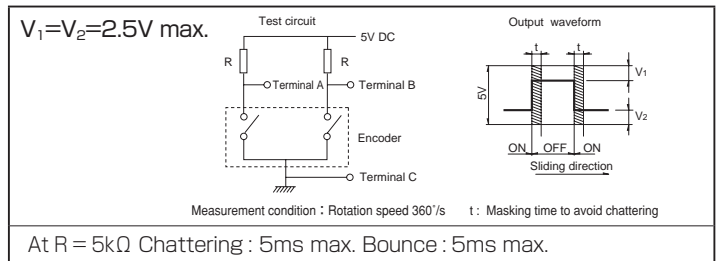 V₁=V₂=2.5V max.
Test circuit
5V DC
R
R
Terminal A
Terminal B
Encoder
Terminal C
Output waveform
t
t
V₁
5V
V₂
ON OFF ON
Sliding direction
Measurement condition : Rotation speed 360˚/s t : Masking time to avoid chattering
At R = 5kΩ Chattering : 5ms max. Bounce : 5ms max.